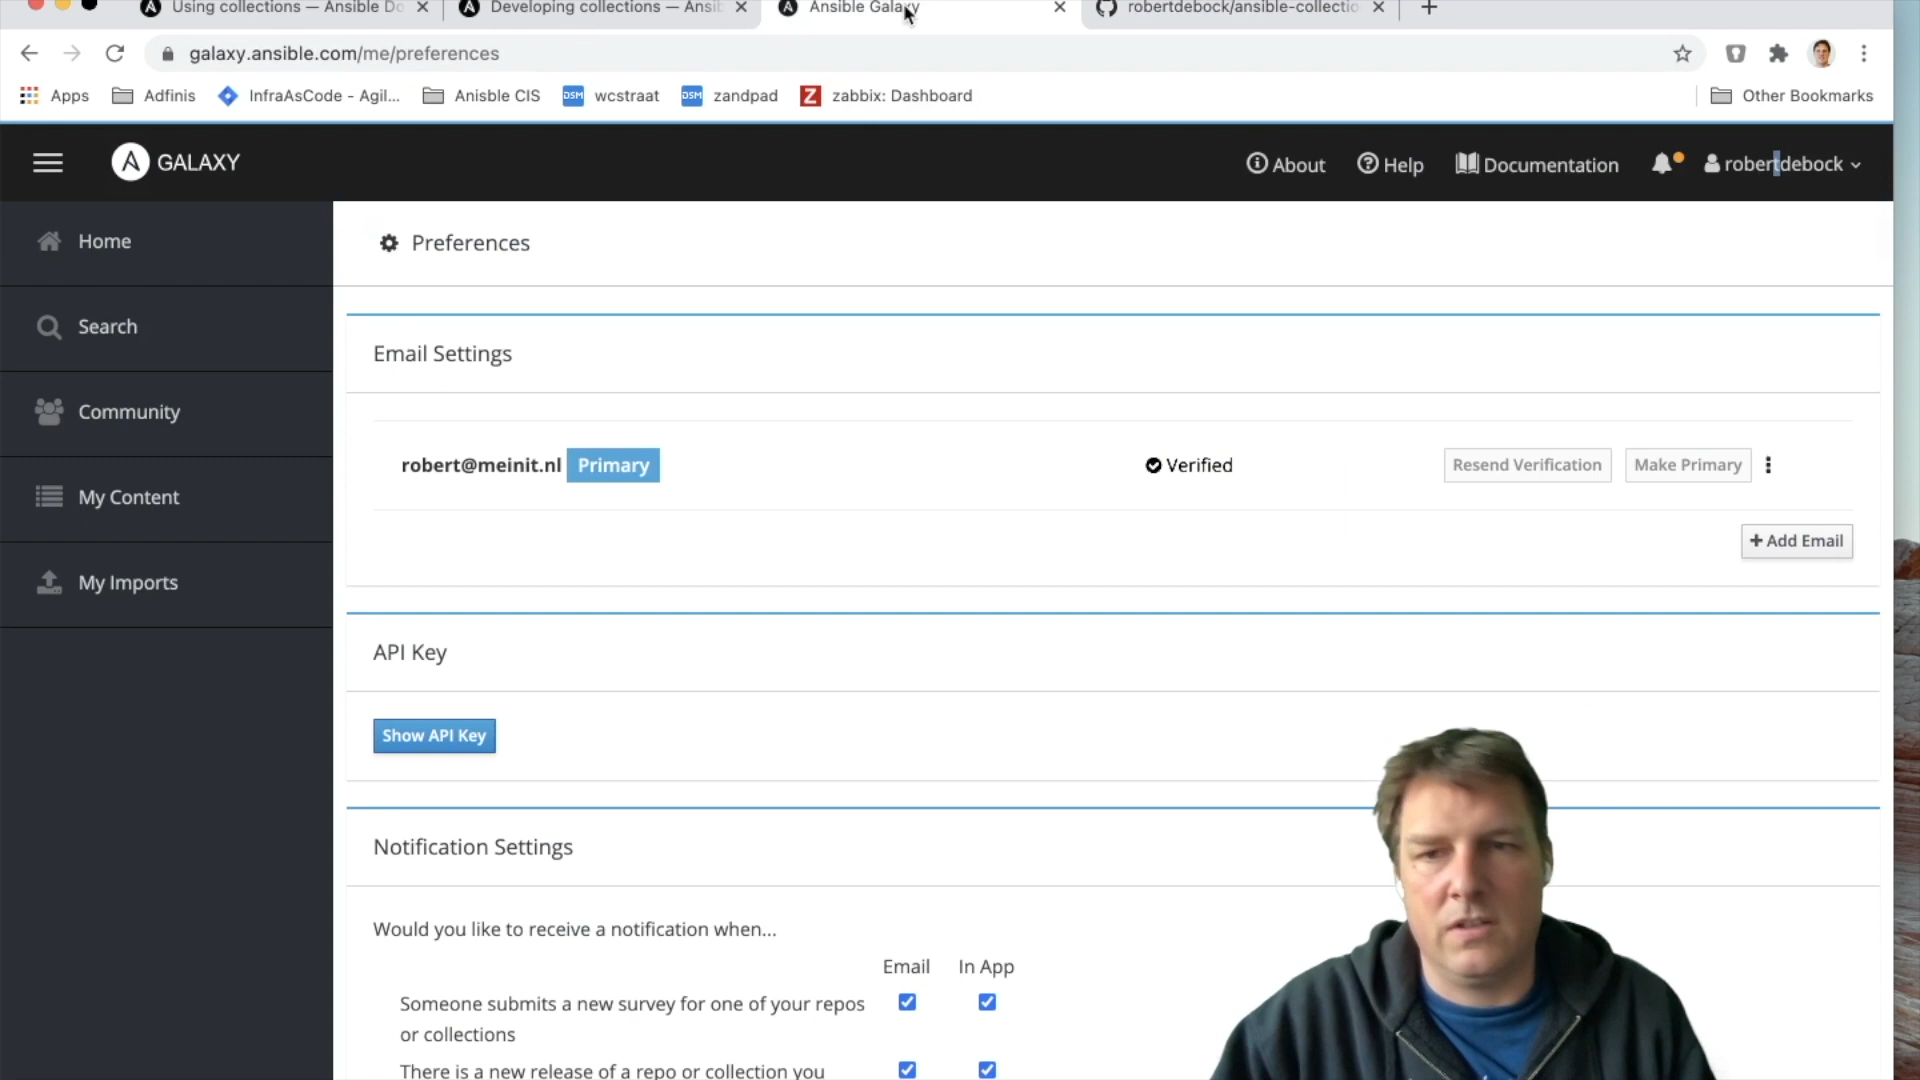 Using collections — Ansible Do
Developing collections — Ansib
Ansible Galaxy
robertdebock/ansible-collectio
galaxy.ansible.com/me/preferences
Apps
Adfinis
InfraAsCode - Agil...
Anisble CIS
DSM wcstraat
DSM zandpad
Z zabbix: Dashboard
Other Bookmarks
A GALAXY
About
Help
Documentation
robertdebock
Home
Search
Community
My Content
My Imports
Preferences
Email Settings
robert@meinit.nl Primary
Verified
Resend Verification
Make Primary
+ Add Email
API Key
Show API Key
Notification Settings
Would you like to receive a notification when...
Email In App
Someone submits a new survey for one of your repos
or collections
There is a new release of a repo or collection you